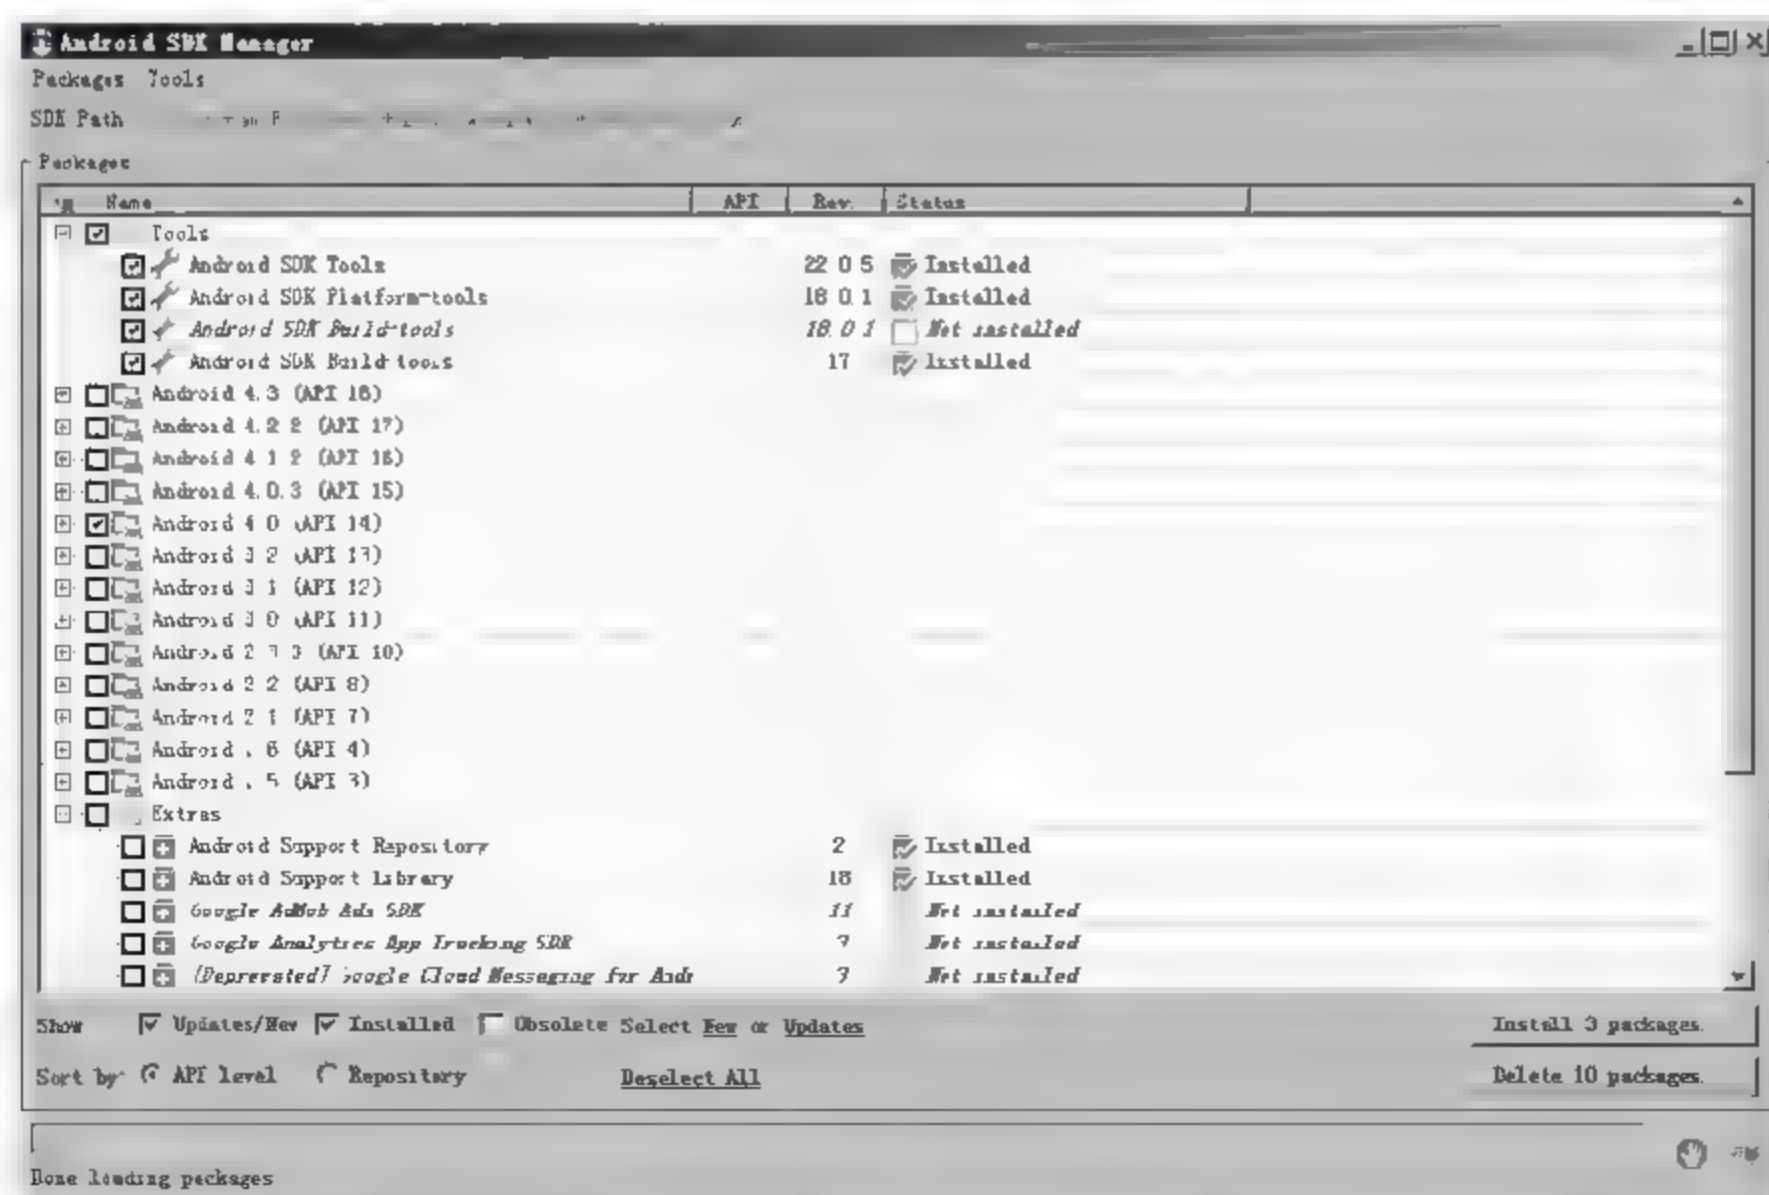 Android SDK Manager
Packages Tools
SDK Path
Packages
Name API Rev. Status
Tools
Android SDK Tools 22.0.5 Installed
Android SDK Platform-tools 18.0.1 Installed
Android SDK Build-tools 18.0.1 Not installed
Android SDK Build-tools 17 Installed
Android 4.3 (API 18)
Android 4.2.2 (API 17)
Android 4.1.2 (API 16)
Android 4.0.3 (API 15)
Android 4.0 (API 14)
Android 3.2 (API 13)
Android 3.1 (API 12)
Android 3.0 (API 11)
Android 2.3.3 (API 10)
Android 2.2 (API 8)
Android 2.1 (API 7)
Android 1.6 (API 4)
Android 1.5 (API 3)
Extras
Android Support Repository 2 Installed
Android Support Library 18 Installed
Google AdMob Ads SDK 11 Not installed
Google Analytics App Tracking SDK Not installed
[Deprecated] Google Cloud Messaging for Andr 3 Not installed
Show Updates/New Installed Obsolete Select New or Updates Install 3 packages.
Sort by: API level Repository Deselect All Delete 10 packages.
Done loading packages